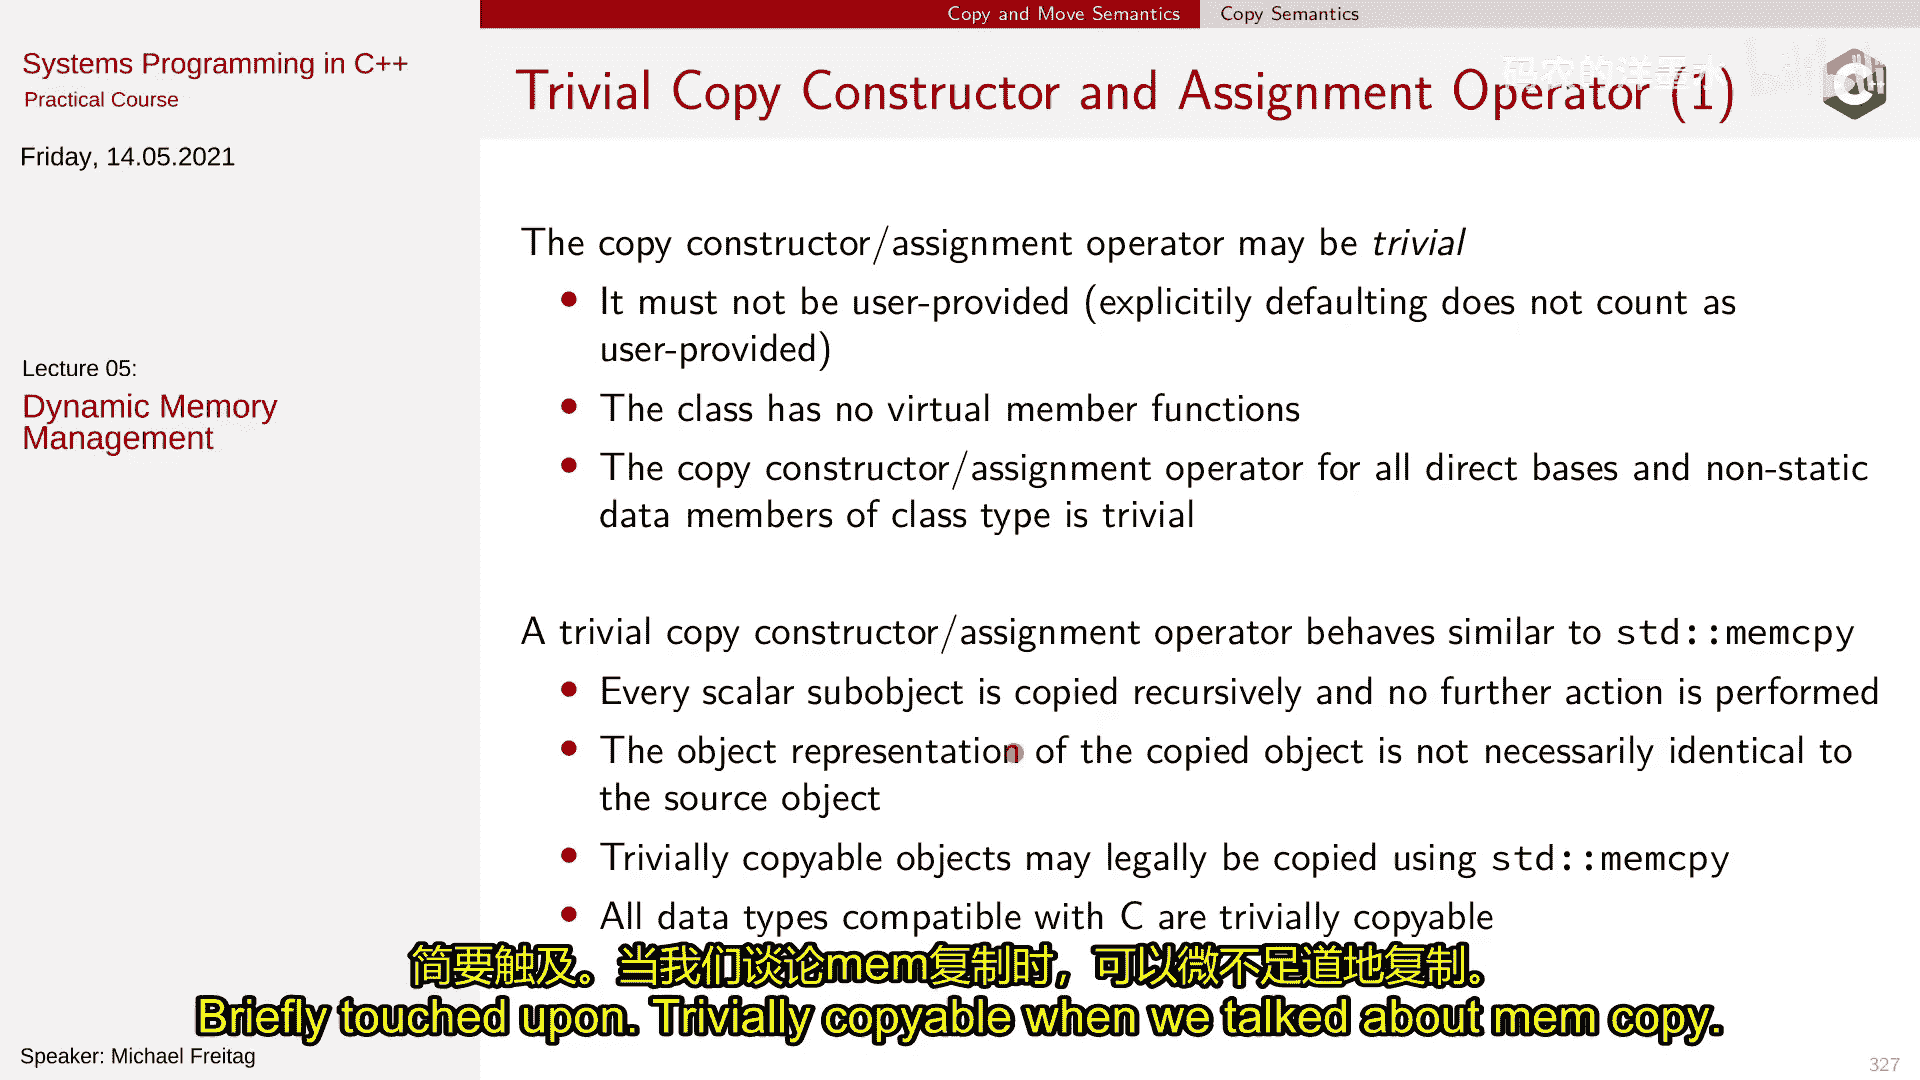 Copy and Move Semantics
Copy Semantics
Systems Programming in C++
Practical Course
Friday, 14.05.2021
Lecture 05:
Dynamic Memory
Management
Speaker: Michael Freitag
Trivial Copy Constructor and Assignment Operator (1)
码农的洋墨水
The copy constructor/assignment operator may be trivial
• It must not be user-provided (explicitily defaulting does not count as
user-provided)
• The class has no virtual member functions
• The copy constructor/assignment operator for all direct bases and non-static
data members of class type is trivial
A trivial copy constructor/assignment operator behaves similar to std::memcpy
• Every scalar subobject is copied recursively and no further action is performed
• The object representation of the copied object is not necessarily identical to
the source object
• Trivially copyable objects may legally be copied using std::memcpy
• All data types compatible with C are trivially copyable
简要触及。当我们谈论mem复制时，可以微不足道地复制。
Briefly touched upon. Trivially copyable when we talked about mem copy.
327